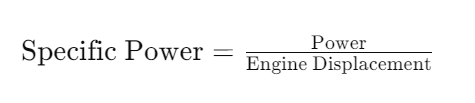 Specific Power = Power / Engine Displacement